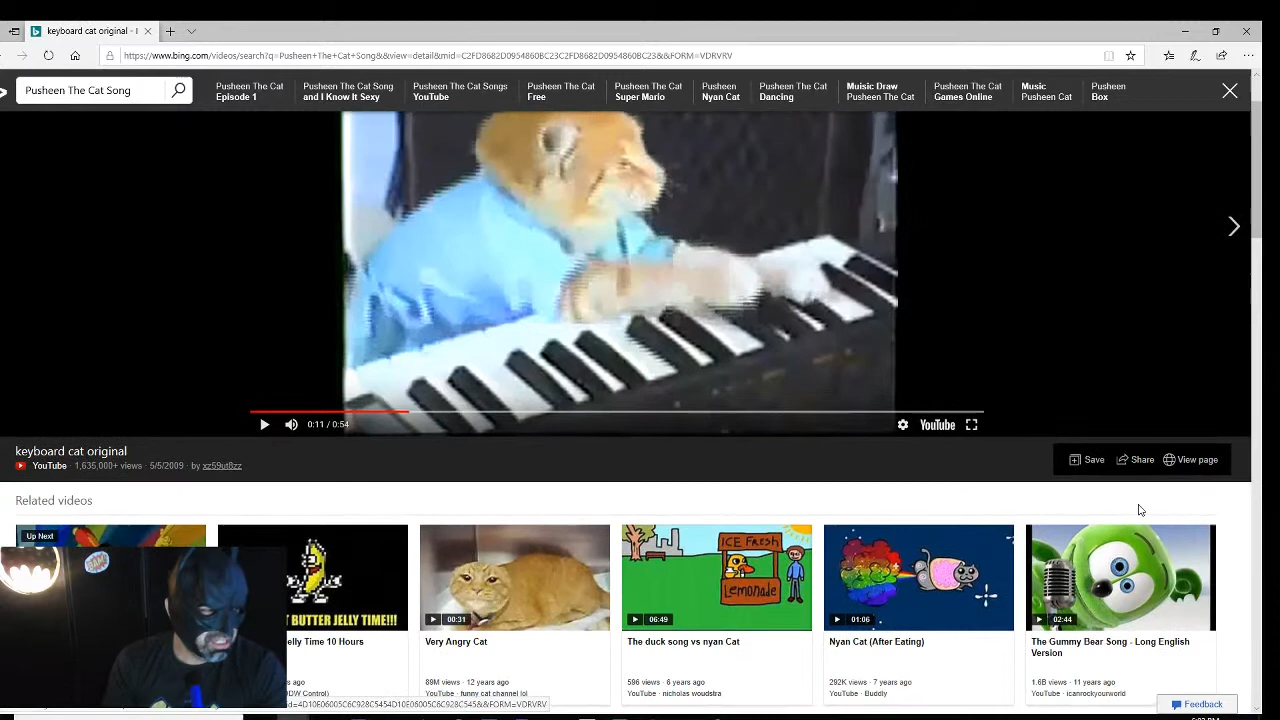 keyboard cat original - I
https://www.bing.com/videos/search?q=Pusheen+The+Cat+Song&&view=detail&mid=C2FD8682D0954860BC23C2FD8682D0954860BC23&&FORM=VDRVRV
Pusheen The Cat Song
Pusheen The Cat
Episode 1
Pusheen The Cat Song
and I Know It Sexy
Pusheen The Cat Songs
YouTube
Pusheen The Cat
Free
Pusheen The Cat
Super Mario
Pusheen
Nyan Cat
Pusheen The Cat
Dancing
Muisic Draw
Pusheen The Cat
Pusheen The Cat
Games Online
Music
Pusheen Cat
Pusheen
Box
0:11 / 0:54
YouTube
keyboard cat original
YouTube · 1,635,000+ views · 5/5/2009 · by xz59ut8zz
Save
Share
View page
Related videos
Up Next
BAM!
BUTTER JELLY TIME!!!
elly Time 10 Hours
ago
DW Control)
00:31
Very Angry Cat
89M views · 12 years ago
YouTube · funny cat channel lol
ICE FRESH
Lemonade
06:49
The duck song vs nyan Cat
596 views · 6 years ago
YouTube · nicholas woudstra
01:06
Nyan Cat (After Eating)
292K views · 7 years ago
YouTube · Buddly
02:44
The Gummy Bear Song - Long English
Version
1.6B views · 11 years ago
YouTube · icanrockyourworld
Feedback